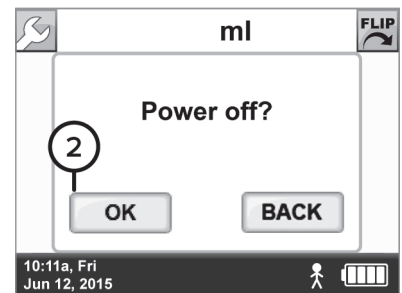 ml
FLIP
Power off?
2
OK
BACK
10:11a, Fri
Jun 12, 2015